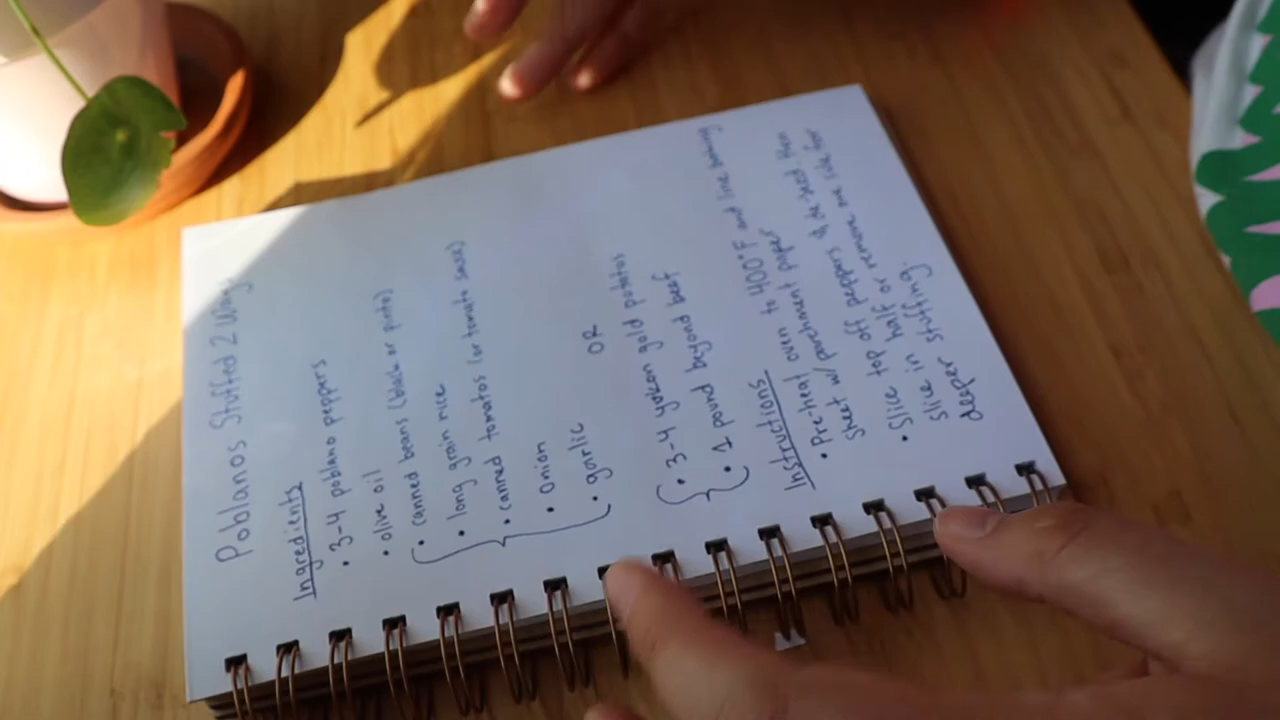 Poblanos Stuffed 2 Ways
Ingredients
• 3-4 poblano peppers
• olive oil
• canned beans (black or pinto)
• long grain rice
• canned tomatos (or tomato sauce)
• onion
• garlic
OR
• 3-4 yukon gold potatos
• 1 pound beyond beef
Instructions
• Pre-heat oven to 400°F and line baking
sheet w/ parchment paper
• Slice top off peppers & de-seed then
slice in half or remove one side for
deeper stuffing.